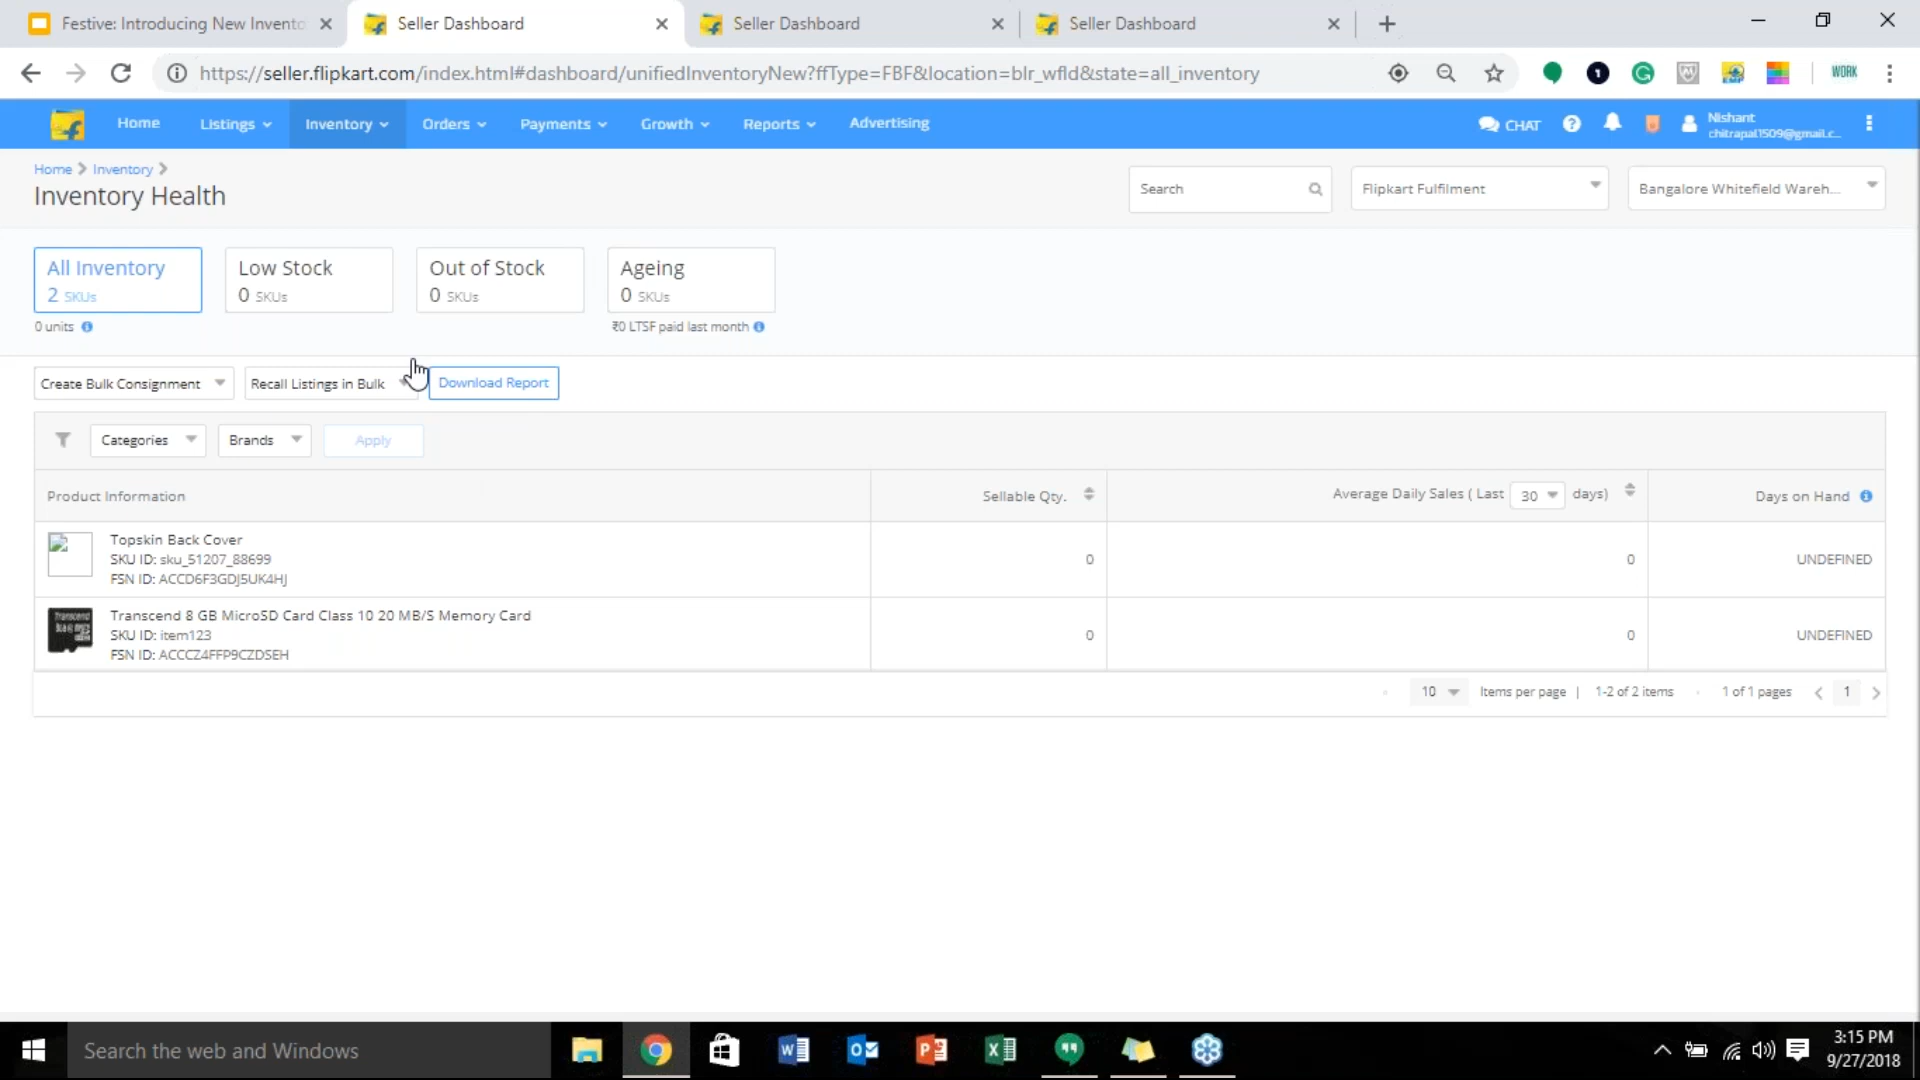 Festive: Introducing New Invento
Seller Dashboard
Seller Dashboard
Seller Dashboard
https://seller.flipkart.com/index.html#dashboard/unifiedInventoryNew?ffType=FBF&location=blr_wfld&state=all_inventory
WORK
Home Listings Inventory Orders Payments Growth Reports Advertising
CHAT
Nishant
chitrapal1509@gmail.c...
Home Inventory
Inventory Health
Search
Flipkart Fulfilment
Bangalore Whitefield Wareh...
All Inventory
2 SKUs
0 units
Low Stock
0 SKUs
Out of Stock
0 SKUs
Ageing
0 SKUs
₹0 LTSF paid last month
Create Bulk Consignment Recall Listings in Bulk Download Report
Categories Brands Apply
Product Information Sellable Qty. Average Daily Sales ( Last 30 days) Days on Hand
Topskin Back Cover
SKU ID: sku_51207_88699
FSN ID: ACCD6F3GDJ5UK4HJ
0 0 UNDEFINED
Transcend 8 GB MicroSD Card Class 10 20 MB/S Memory Card
SKU ID: item123
FSN ID: ACCCZ4FFP9CZDSEH
0 0 UNDEFINED
10 Items per page | 1-2 of 2 items 1 of 1 pages 1
Search the web and Windows
3:15 PM
9/27/2018